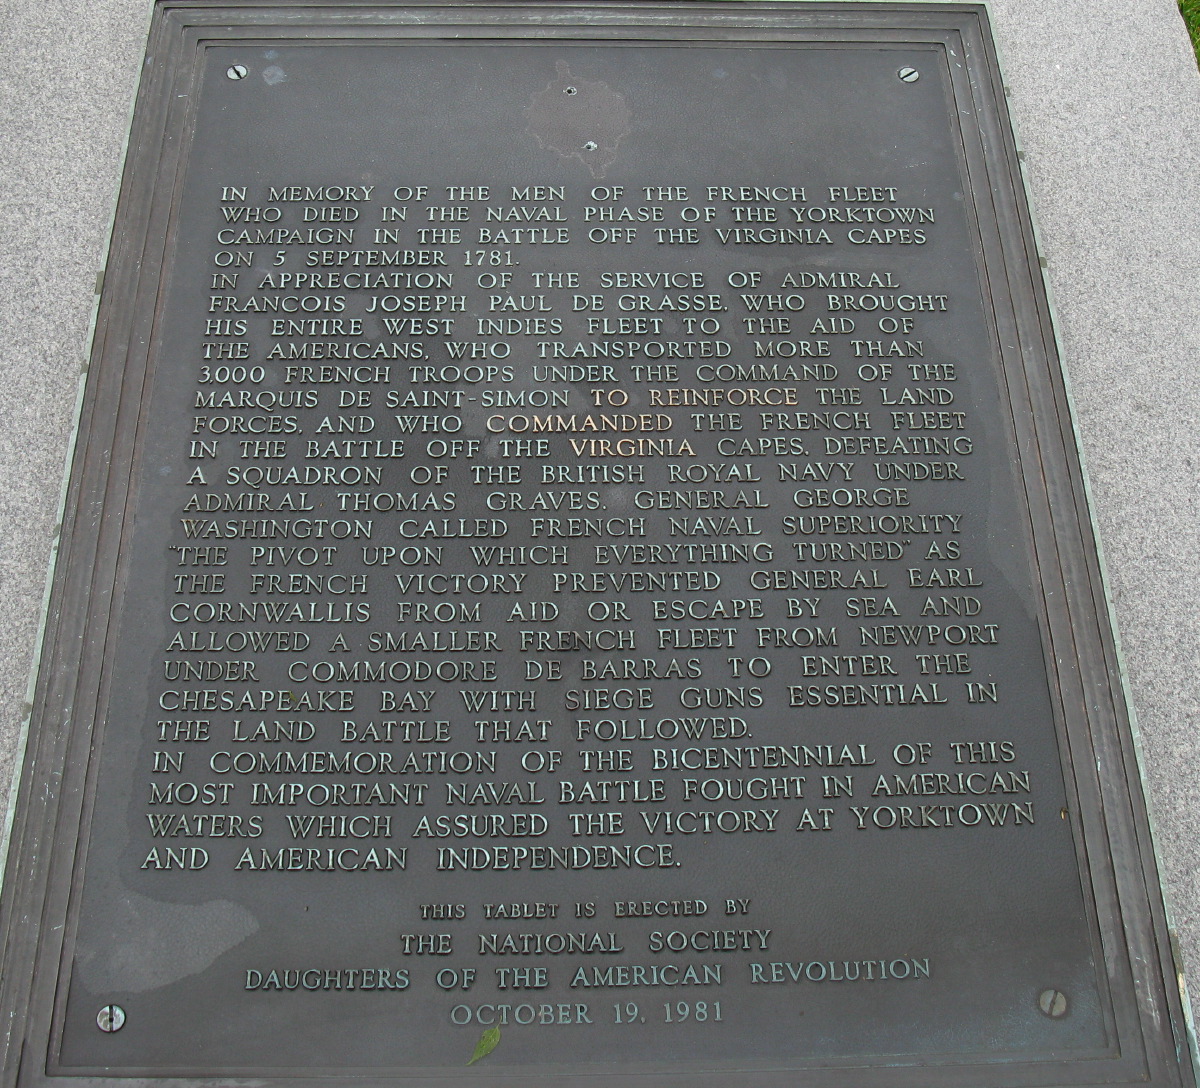 IN MEMORY OF THE MEN OF THE FRENCH FLEET
WHO DIED IN THE NAVAL PHASE OF THE YORKTOWN
CAMPAIGN IN THE BATTLE OFF THE VIRGINIA CAPES
ON 5 SEPTEMBER 1781.
IN APPRECIATION OF THE SERVICE OF ADMIRAL
FRANCOIS JOSEPH PAUL DE GRASSE, WHO BROUGHT
HIS ENTIRE WEST INDIES FLEET TO THE AID OF
THE AMERICANS, WHO TRANSPORTED MORE THAN
3,000 FRENCH TROOPS UNDER THE COMMAND OF THE
MARQUIS DE SAINT-SIMON TO REINFORCE THE LAND
FORCES, AND WHO COMMANDED THE FRENCH FLEET
IN THE BATTLE OFF THE VIRGINIA CAPES, DEFEATING
A SQUADRON OF THE BRITISH ROYAL NAVY UNDER
ADMIRAL THOMAS GRAVES. GENERAL GEORGE
WASHINGTON CALLED FRENCH NAVAL SUPERIORITY
"THE PIVOT UPON WHICH EVERYTHING TURNED" AS
THE FRENCH VICTORY PREVENTED GENERAL EARL
CORNWALLIS FROM AID OR ESCAPE BY SEA AND
ALLOWED A SMALLER FRENCH FLEET FROM NEWPORT
UNDER COMMODORE DE BARRAS TO ENTER THE
CHESAPEAKE BAY WITH SIEGE GUNS ESSENTIAL IN
THE LAND BATTLE THAT FOLLOWED.
IN COMMEMORATION OF THE BICENTENNIAL OF THIS
MOST IMPORTANT NAVAL BATTLE FOUGHT IN AMERICAN
WATERS WHICH ASSURED THE VICTORY AT YORKTOWN
AND AMERICAN INDEPENDENCE.
THIS TABLET IS ERECTED BY
THE NATIONAL SOCIETY
DAUGHTERS OF THE AMERICAN REVOLUTION
OCTOBER 19, 1981